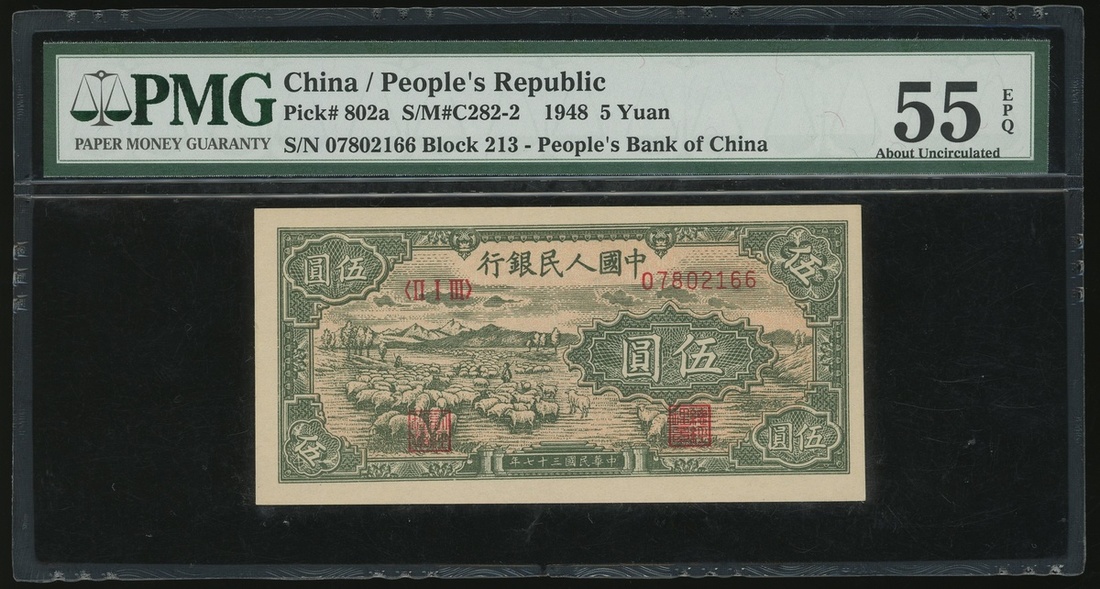 PMG
PAPER MONEY GUARANTY
China / People's Republic
Pick# 802a S/M#C282-2 1948 5 Yuan
S/N 07802166 Block 213 - People's Bank of China
55
EPQ
About Uncirculated
圓伍
伍
行銀民人國中
〈II I III〉
07802166
圓伍
伍
圓伍
年七十三國民華中